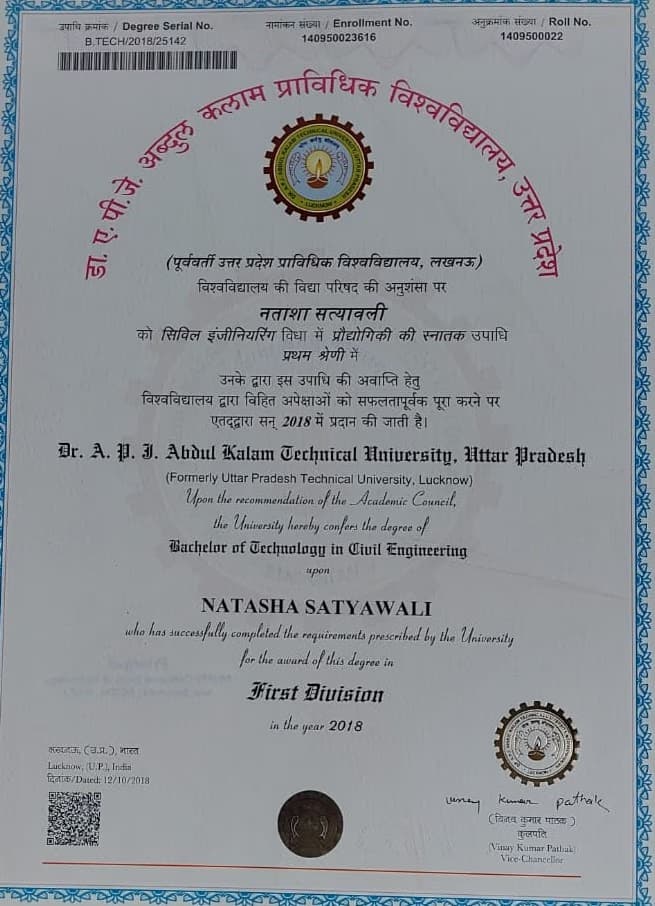 उपाधि क्रमांक / Degree Serial No.
B.TECH/2018/25142
नामांकन संख्या / Enrollment No.
140950023616
अनुक्रमांक संख्या / Roll No.
1409500022
डा. ए. पी. जे. अब्दुल कलाम प्राविधिक विश्वविद्यालय, उत्तर प्रदेश
(पूर्ववर्ती उत्तर प्रदेश प्राविधिक विश्वविद्यालय, लखनऊ)
विश्वविद्यालय की विद्या परिषद की अनुशंसा पर
नताशा सत्यावली
को सिविल इंजीनियरिंग विधा में प्रौद्योगिकी की स्नातक उपाधि
प्रथम श्रेणी में
उनके द्वारा इस उपाधि की अवाप्ति हेतु
विश्वविद्यालय द्वारा विहित अपेक्षाओं को सफलतापूर्वक पूरा करने पर
एतद्द्वारा सन् 2018 में प्रदान की जाती है।
Dr. A. P. J. Abdul Kalam Technical University, Uttar Pradesh
(Formerly Uttar Pradesh Technical University, Lucknow)
Upon the recommendation of the Academic Council,
the University hereby confers the degree of
Bachelor of Technology in Civil Engineering
upon
NATASHA SATYAWALI
who has successfully completed the requirements prescribed by the University
for the award of this degree in
First Division
in the year 2018
लखनऊ, (उ.प्र.), भारत
Lucknow, (U.P.), India
दिनांक/Dated: 12/10/2018
vinay kumar pathak
(विनय कुमार पाठक)
कुलपति
(Vinay Kumar Pathak)
Vice-Chancellor